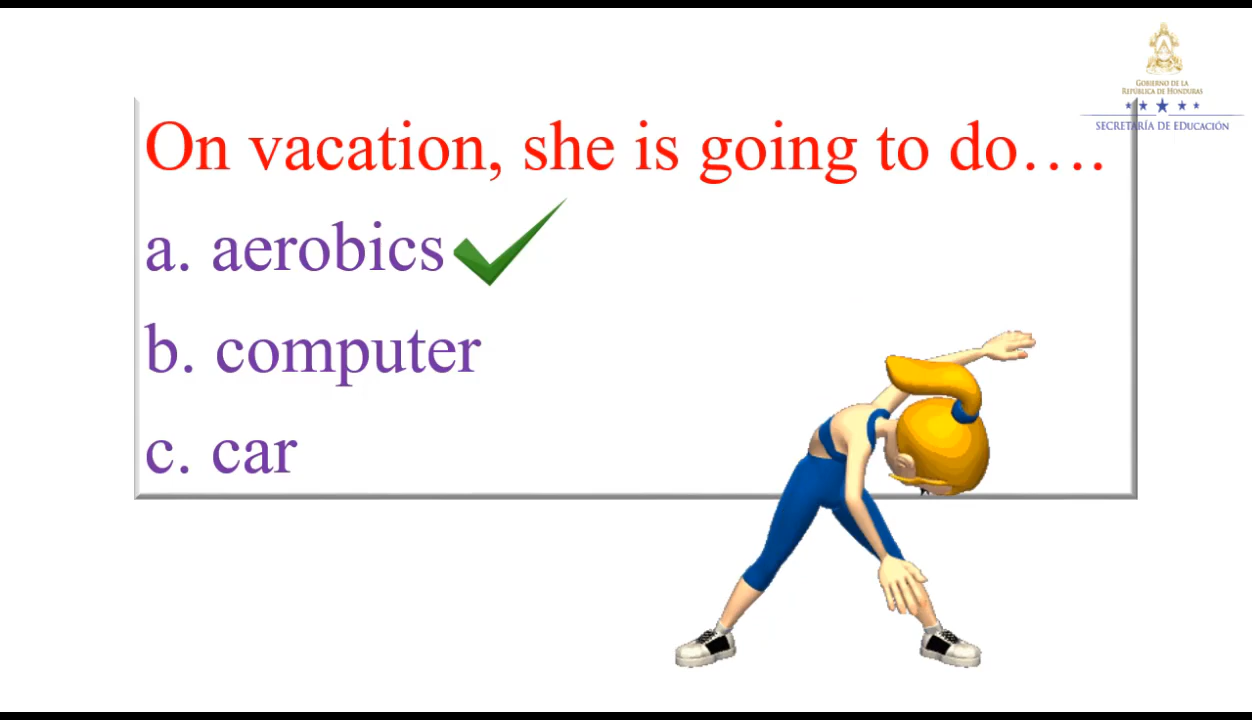 GOBIERNO DE LA
REPÚBLICA DE HONDURAS
SECRETARÍA DE EDUCACIÓN
On vacation, she is going to do….
a. aerobics
b. computer
c. car